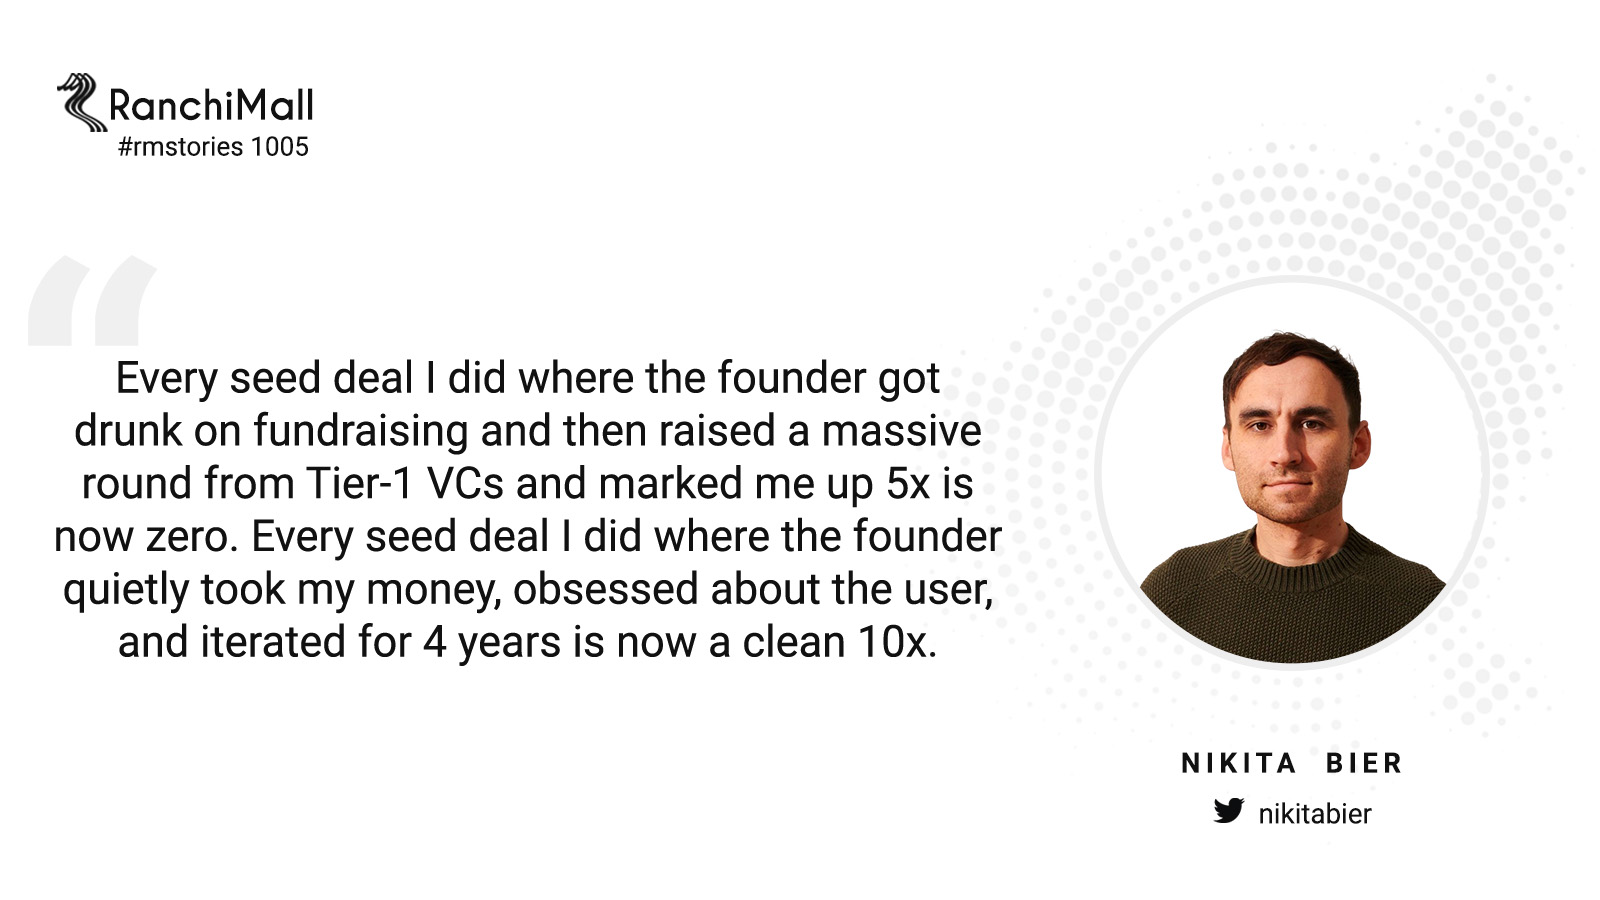 RanchiMall
#rmstories 1005
“
Every seed deal I did where the founder got
drunk on fundraising and then raised a massive
round from Tier-1 VCs and marked me up 5x is
now zero. Every seed deal I did where the founder
quietly took my money, obsessed about the user,
and iterated for 4 years is now a clean 10x.
NIKITA BIER
nikitabier